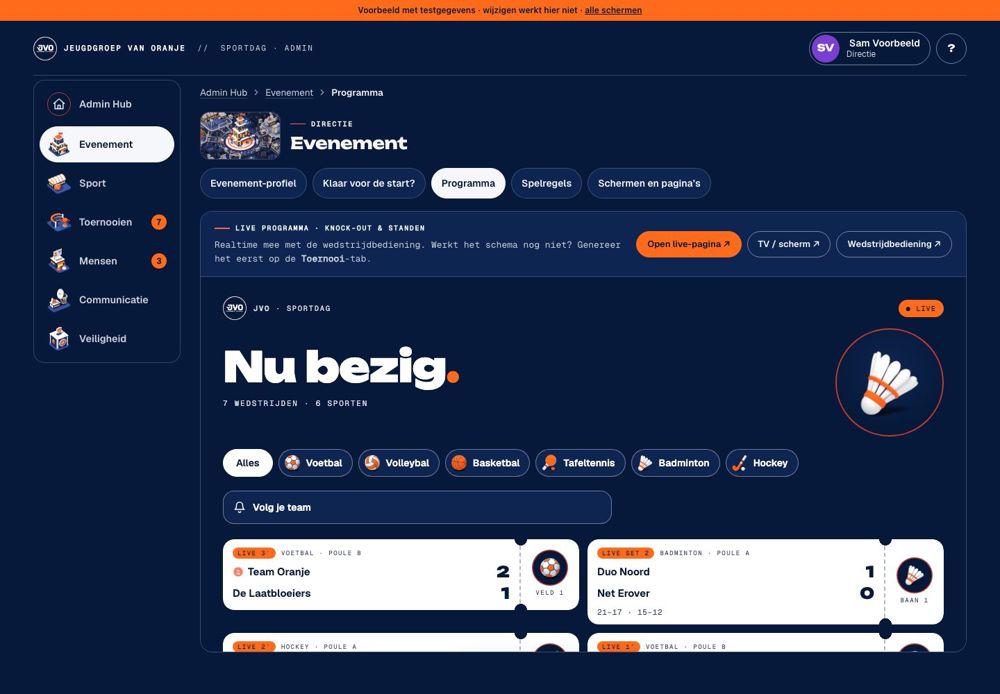 Voorbeeld met testgegevens · wijzigen werkt hier niet · alle schermen
JVO JEUGDGROEP VAN ORANJE // SPORTDAG · ADMIN
SV Sam Voorbeeld
Directie
?
Admin Hub
Evenement
Sport
Toernooien 7
Mensen 3
Communicatie
Veiligheid
Admin Hub > Evenement > Programma
DIRECTIE
Evenement
Evenement-profiel Klaar voor de start? Programma Spelregels Schermen en pagina's
LIVE PROGRAMMA · KNOCK-OUT & STANDEN
Realtime mee met de wedstrijdbediening. Werkt het schema nog niet? Genereer
het eerst op de Toernooi-tab.
Open live-pagina ↗ TV / scherm ↗ Wedstrijdbediening ↗
JVO JVO · SPORTDAG
● LIVE
Nu bezig.
7 WEDSTRIJDEN · 6 SPORTEN
Alles Voetbal Volleybal Basketbal Tafeltennis Badminton Hockey
Volg je team
LIVE 3' VOETBAL · POULE B
Team Oranje 2
De Laatbloeiers 1
VELD 1
LIVE SET 2 BADMINTON · POULE A
Duo Noord 1
Net Erover 0
21–17 · 15–12
BAAN 1
LIVE 2' HOCKEY · POULE A
LIVE 1' VOETBAL · POULE B